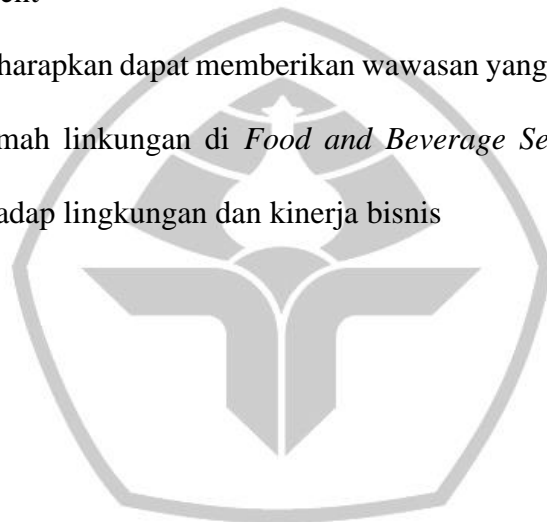 harapkan dapat memberikan wawasan yang
mah linkungan di Food and Beverage Se
adap lingkungan dan kinerja bisnis